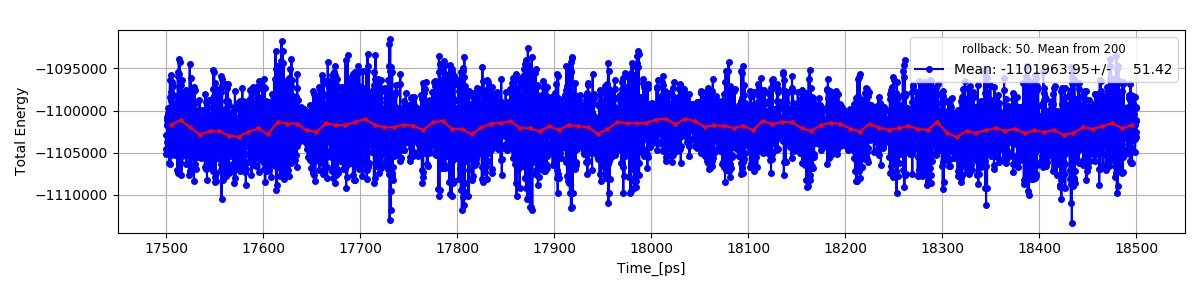 rollback: 50. Mean from 200
Mean: -1101963.95+/- 51.42
Total Energy
−1095000
−1100000
−1105000
−1110000
17500 17600 17700 17800 17900 18000 18100 18200 18300 18400 18500
Time_[ps]